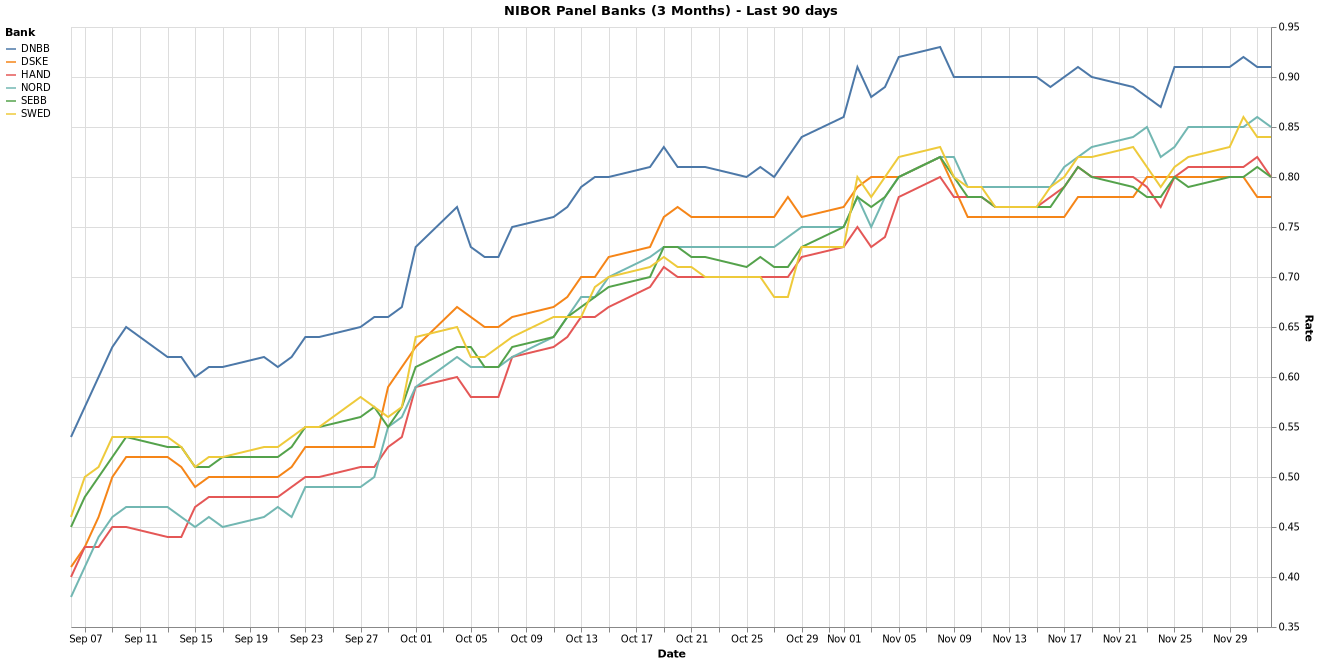 NIBOR Panel Banks (3 Months) - Last 90 days
Bank
DNBB
DSKE
HAND
NORD
SEBB
SWED
0.95
0.90
0.85
0.80
0.75
0.70
0.65
0.60
0.55
0.50
0.45
0.40
0.35
Rate
Sep 07 Sep 11 Sep 15 Sep 19 Sep 23 Sep 27 Oct 01 Oct 05 Oct 09 Oct 13 Oct 17 Oct 21 Oct 25 Oct 29 Nov 01 Nov 05 Nov 09 Nov 13 Nov 17 Nov 21 Nov 25 Nov 29
Date